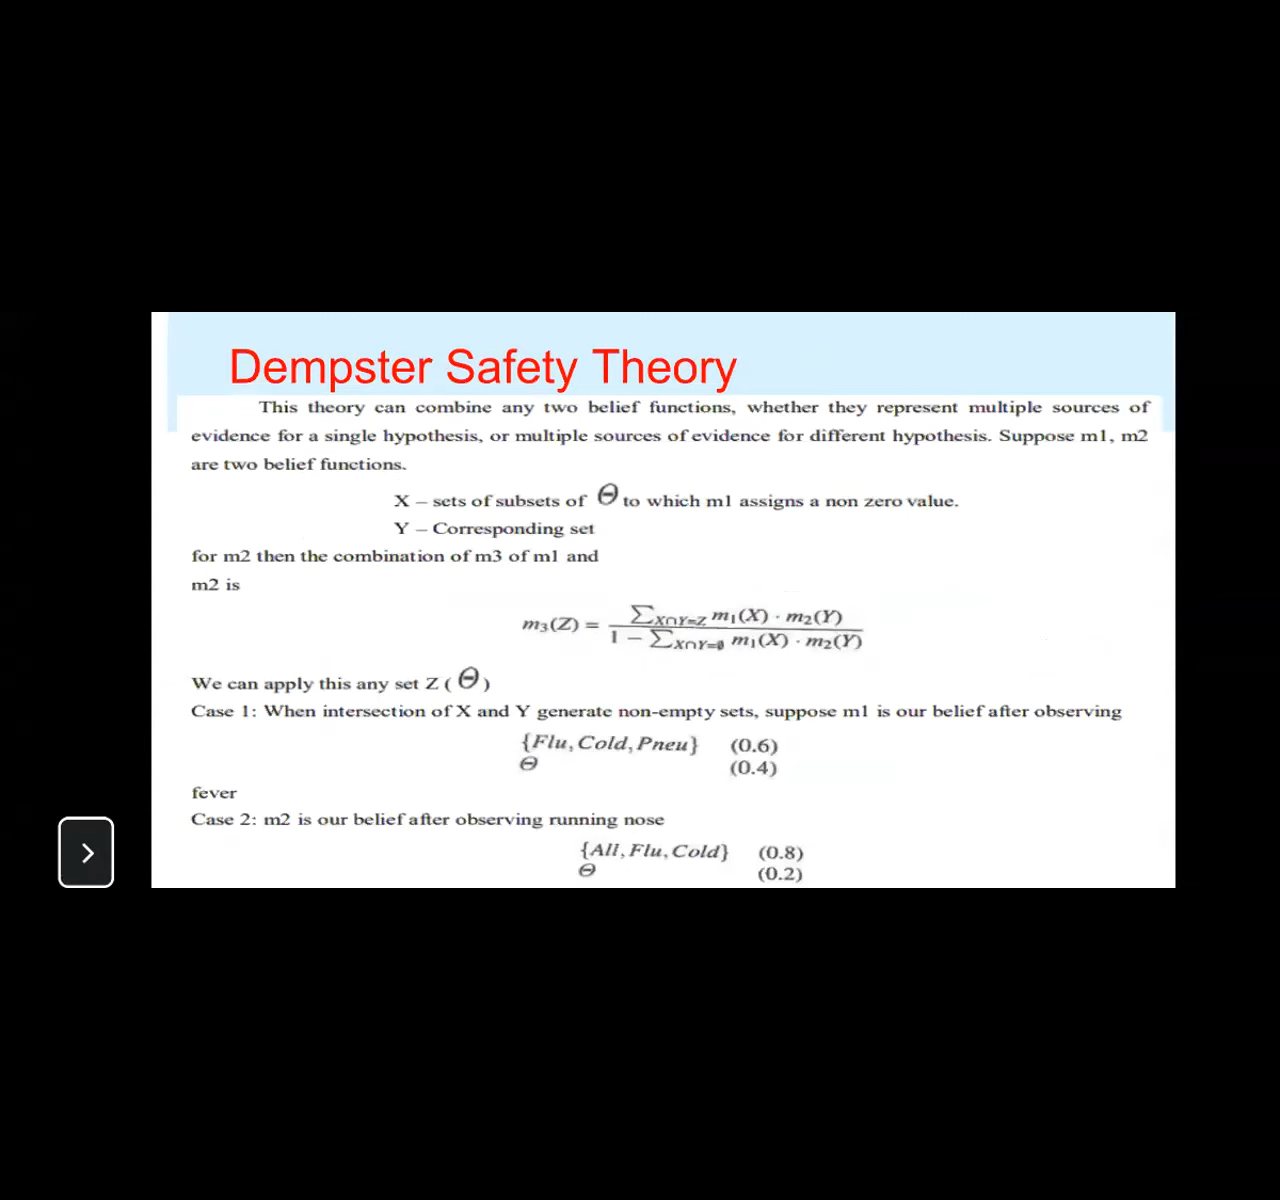 Dempster Safety Theory
This theory can combine any two belief functions, whether they represent multiple sources of
evidence for a single hypothesis, or multiple sources of evidence for different hypothesis. Suppose m1, m2
are two belief functions.
X – sets of subsets of Θ to which m1 assigns a non zero value.
Y – Corresponding set
for m2 then the combination of m3 of m1 and
m2 is
m₃(Z) = ∑X∩Y=Z m₁(X) · m₂(Y) / 1 − ∑X∩Y=∅ m₁(X) · m₂(Y)
We can apply this any set Z ( Θ )
Case 1: When intersection of X and Y generate non-empty sets, suppose m1 is our belief after observing
{Flu, Cold, Pneu} (0.6)
Θ (0.4)
fever
Case 2: m2 is our belief after observing running nose
{All, Flu, Cold} (0.8)
Θ (0.2)